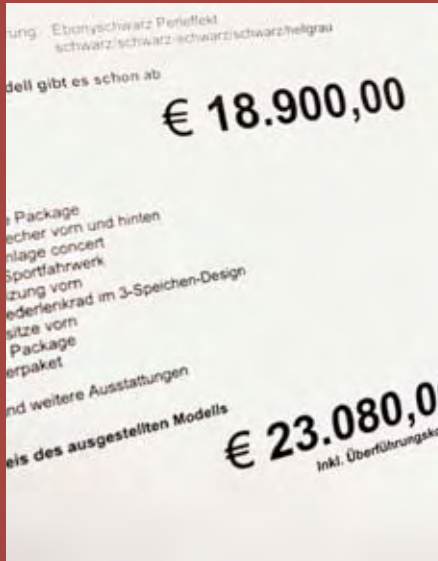 rung: Ebonyschwarz Perleffekt
schwarz/schwarz-schwarz/schwarz/hellgrau
dell gibt es schon ab
€ 18.900,00
e Package
echer vorn und hinten
nlage concert
Sportfahrwerk
izung vorn
ederlenkrad im 3-Speichen-Design
sitze vorn
Package
erpaket
nd weitere Ausstattungen
eis des ausgestellten Modells
€ 23.080,0
Inkl. Überführungsko